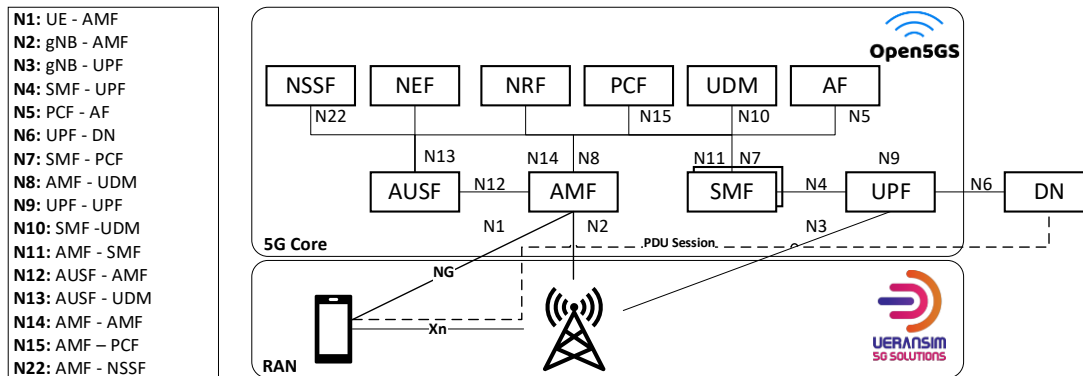 N1: UE - AMF
N2: gNB - AMF
N3: gNB - UPF
N4: SMF - UPF
N5: PCF - AF
N6: UPF - DN
N7: SMF - PCF
N8: AMF - UDM
N9: UPF - UPF
N10: SMF -UDM
N11: AMF - SMF
N12: AUSF - AMF
N13: AUSF - UDM
N14: AMF - AMF
N15: AMF – PCF
N22: AMF - NSSF
Open5GS
NSSF NEF NRF PCF UDM AF
N22 N15 N10 N5
N13 N14 N8 N11 N7 N9
AUSF N12 AMF SMF N4 UPF N6 DN
N1 N2 N3
5G Core PDU Session
NG
Xn
RAN
UERANSIM
5G SOLUTIONS